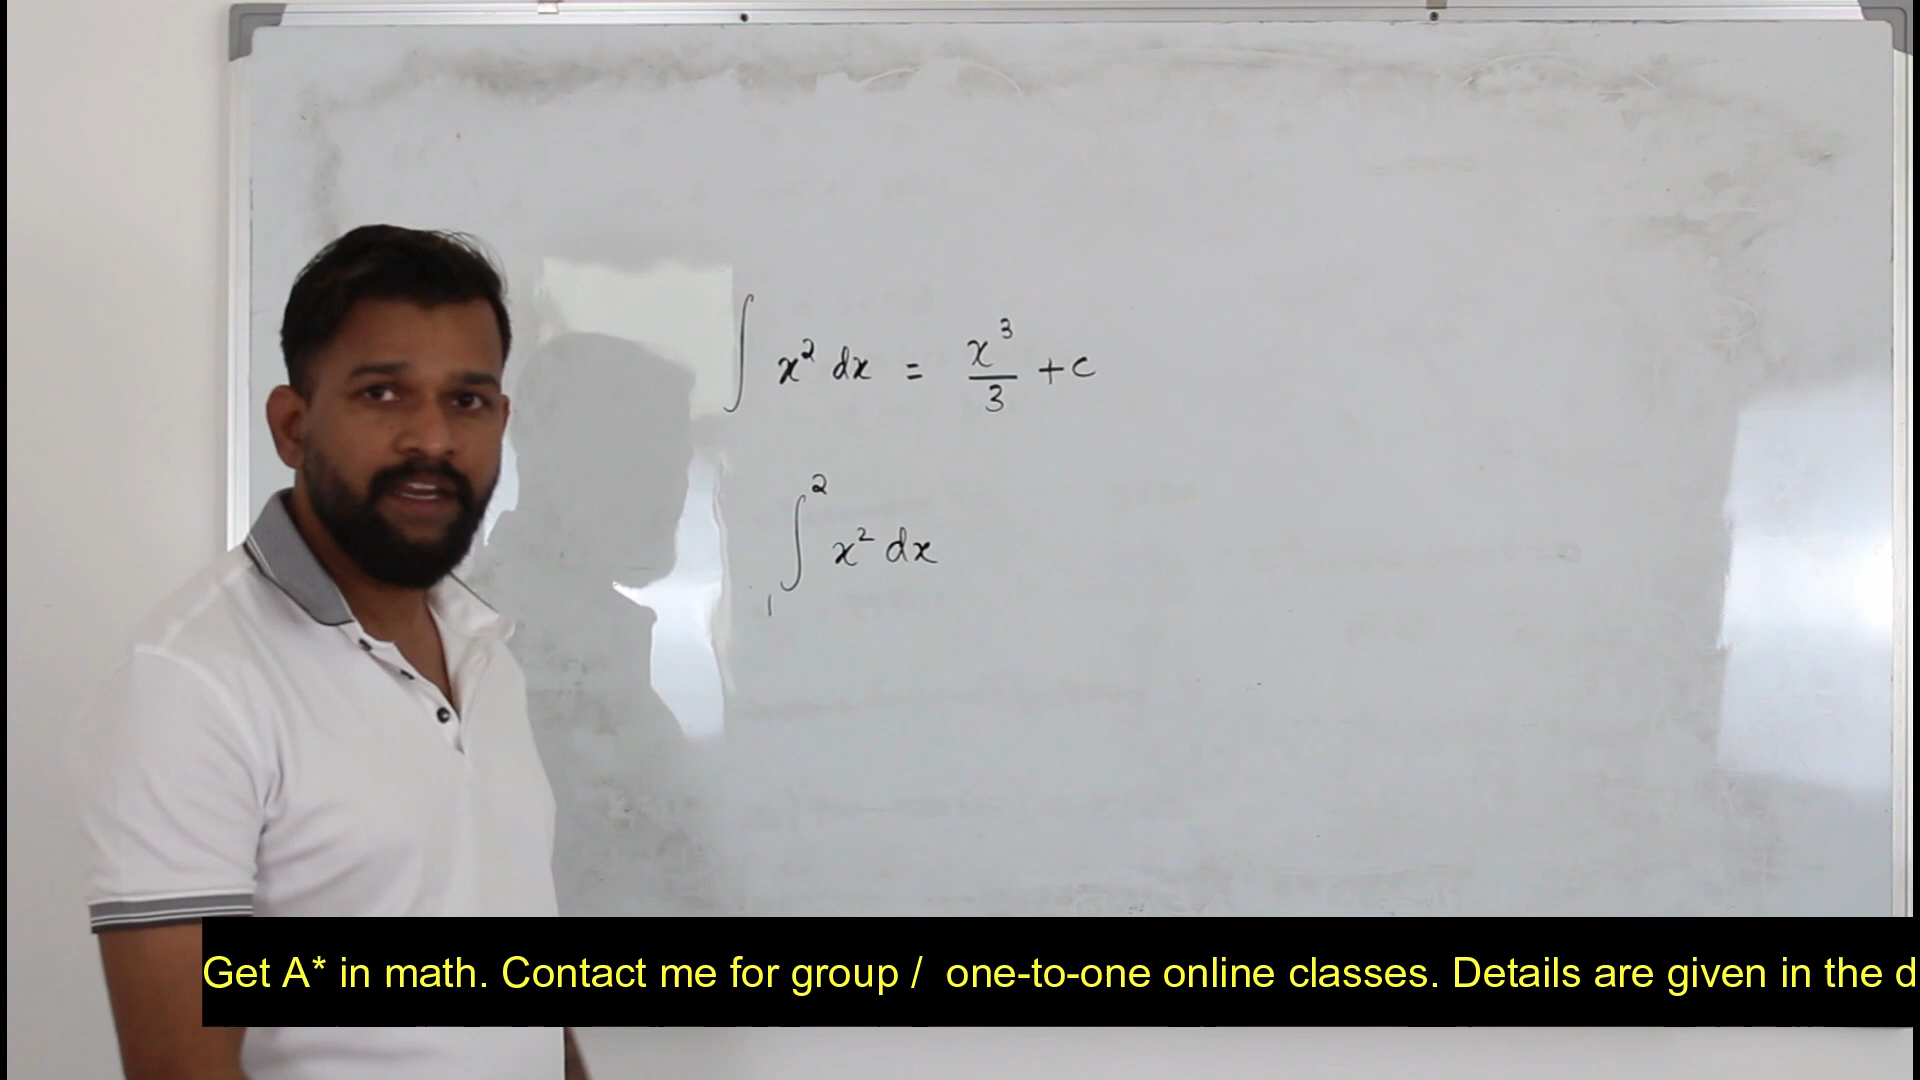 ∫ x² dx = x³/3 + c
∫₁² x² dx
Get A* in math. Contact me for group / one-to-one online classes. Details are given in the d